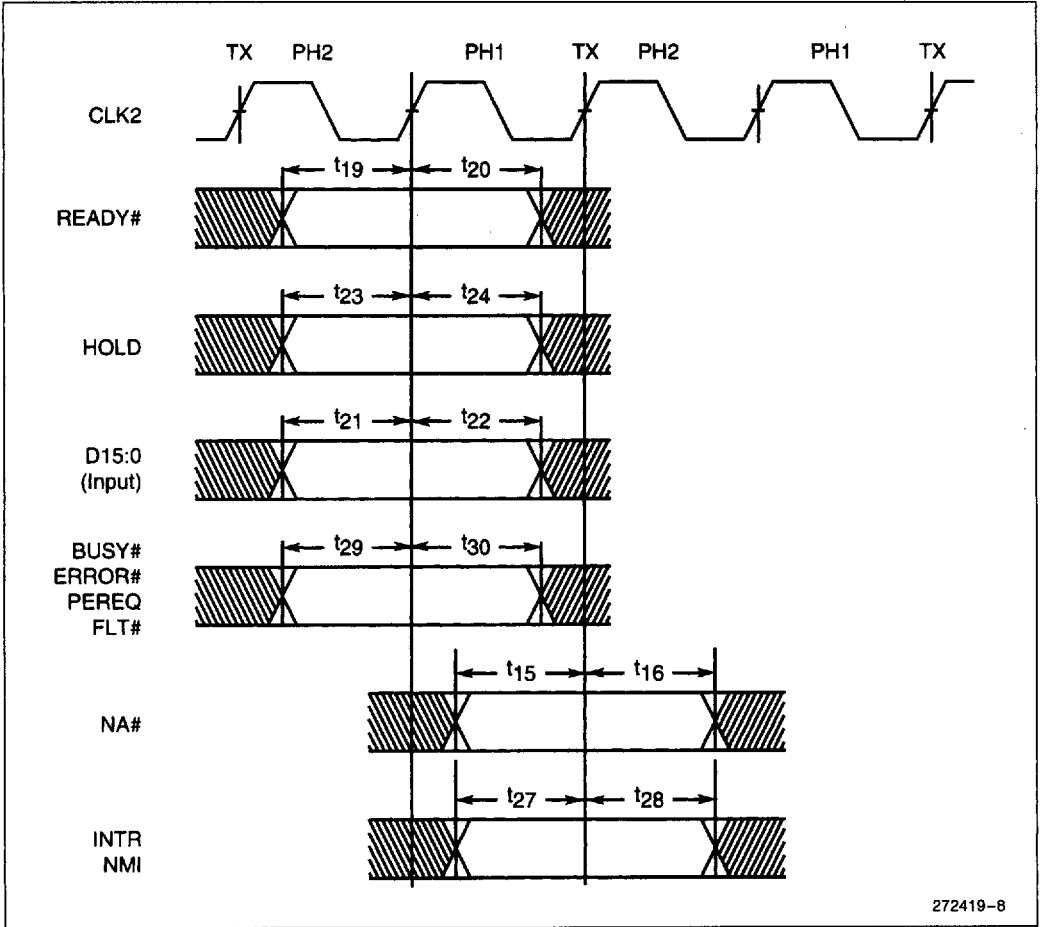 TX PH2 PH1 TX PH2 PH1 TX
CLK2
t19 t20
READY#
t23 t24
HOLD
t21 t22
D15:0
(Input)
t29 t30
BUSY#
ERROR#
PEREQ
FLT#
t15 t16
NA#
t27 t28
INTR
NMI
272419-8